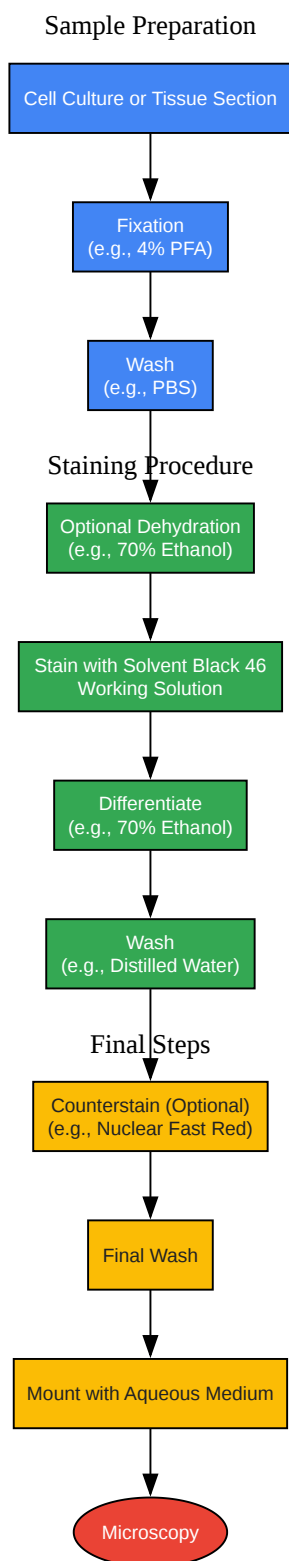 Sample Preparation
Cell Culture or Tissue Section
Fixation
(e.g., 4% PFA)
Wash
(e.g., PBS)
Staining Procedure
Optional Dehydration
(e.g., 70% Ethanol)
Stain with Solvent Black 46
Working Solution
Differentiate
(e.g., 70% Ethanol)
Wash
(e.g., Distilled Water)
Final Steps
Counterstain (Optional)
(e.g., Nuclear Fast Red)
Final Wash
Mount with Aqueous Medium
Microscopy